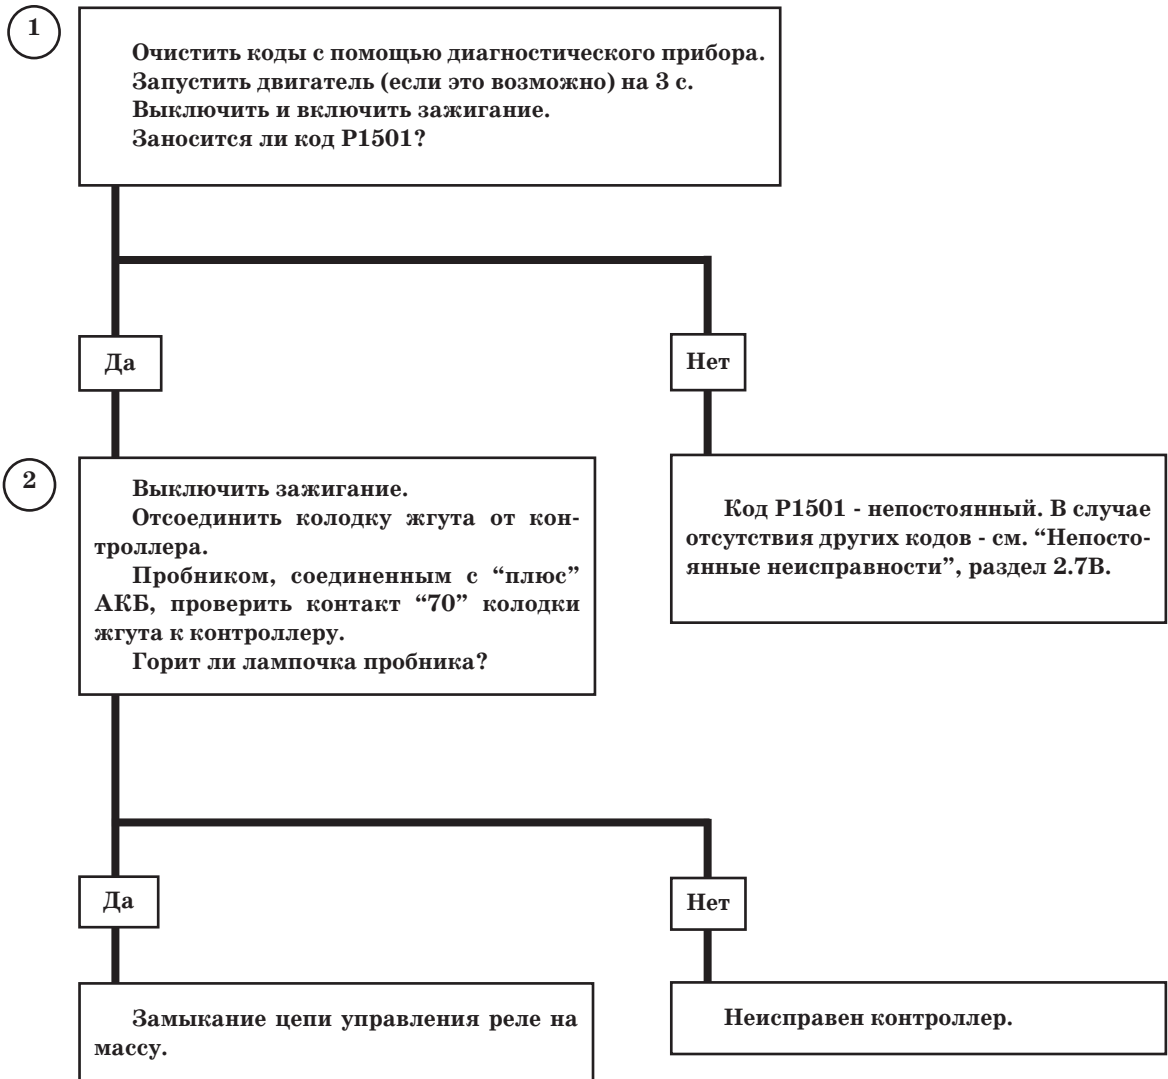 1
Очистить коды с помощью диагностического прибора.
Запустить двигатель (если это возможно) на 3 с.
Выключить и включить зажигание.
Заносится ли код Р1501?
Да
Нет
2
Выключить зажигание.
Отсоединить колодку жгута от кон-
троллера.
Пробником, соединенным с “плюс”
АКБ, проверить контакт “70” колодки
жгута к контроллеру.
Горит ли лампочка пробника?
Код Р1501 - непостоянный. В случае
отсутствия других кодов - см. “Непосто-
янные неисправности”, раздел 2.7В.
Да
Нет
Замыкание цепи управления реле на
массу.
Неисправен контроллер.